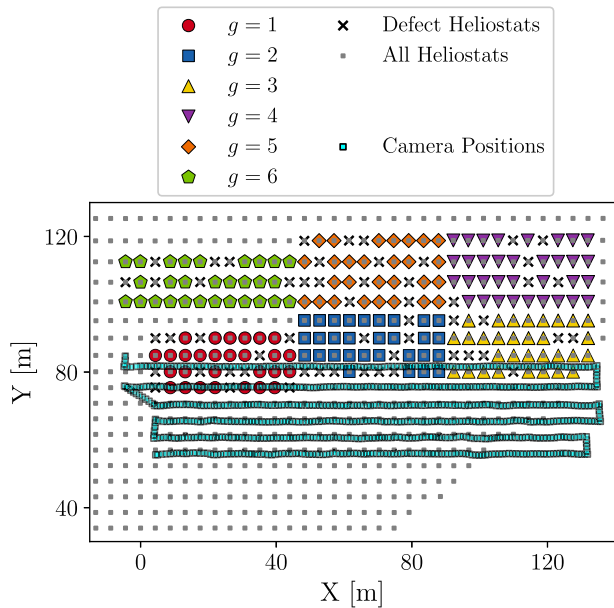 g = 1
g = 2
g = 3
g = 4
g = 5
g = 6
Defect Heliostats
All Heliostats
Camera Positions
120
80
40
Y [m]
0 40 80 120
X [m]